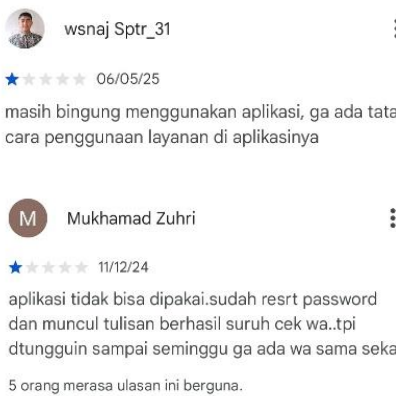 wsnaj Sptr_31
06/05/25
masih bingung menggunakan aplikasi, ga ada tata
cara penggunaan layanan di aplikasinya
M
Mukhamad Zuhri
11/12/24
aplikasi tidak bisa dipakai.sudah resrt password
dan muncul tulisan berhasil suruh cek wa..tpi
dtungguin sampai seminggu ga ada wa sama seka
5 orang merasa ulasan ini berguna.